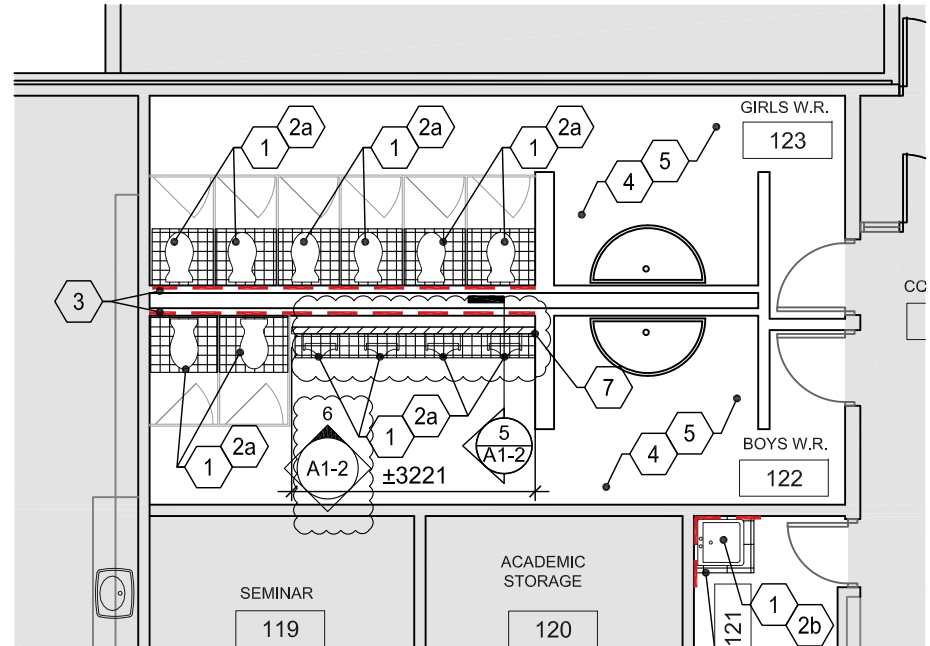 GIRLS W.R.
123
2a
1
2a
1
2a
1
5
4
3
CC
7
6
A1-2
±3221
2a
1
5
A1-2
2a
1
5
4
BOYS W.R.
122
SEMINAR
119
ACADEMIC
STORAGE
120
121
1
2b